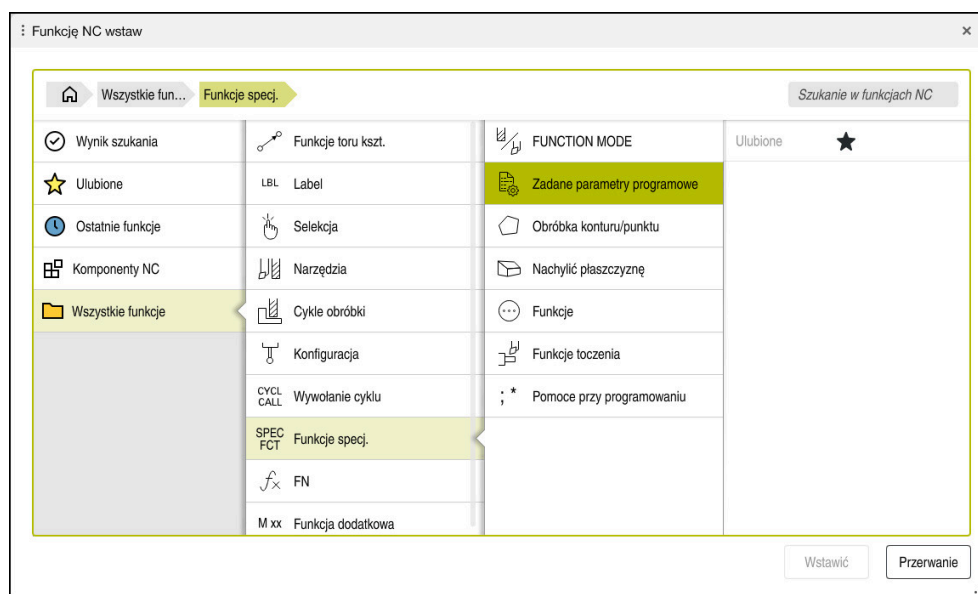 Funkcję NC wstaw
×
Wszystkie fun...
Funkcje specj.
Szukanie w funkcjach NC
Wynik szukania
Ulubione
Ostatnie funkcje
Komponenty NC
Wszystkie funkcje
Funkcje toru kszt.
LBL Label
Selekcja
Narzędzia
Cykle obróbki
Konfiguracja
CYCL
CALL
Wywołanie cyklu
SPEC
FCT
Funkcje specj.
fx FN
M xx Funkcja dodatkowa
FUNCTION MODE
Zadane parametry programowe
Obróbka konturu/punktu
Nachylić płaszczyznę
Funkcje
Funkcje toczenia
; * Pomoce przy programowaniu
Ulubione
Wstawić
Przerwanie